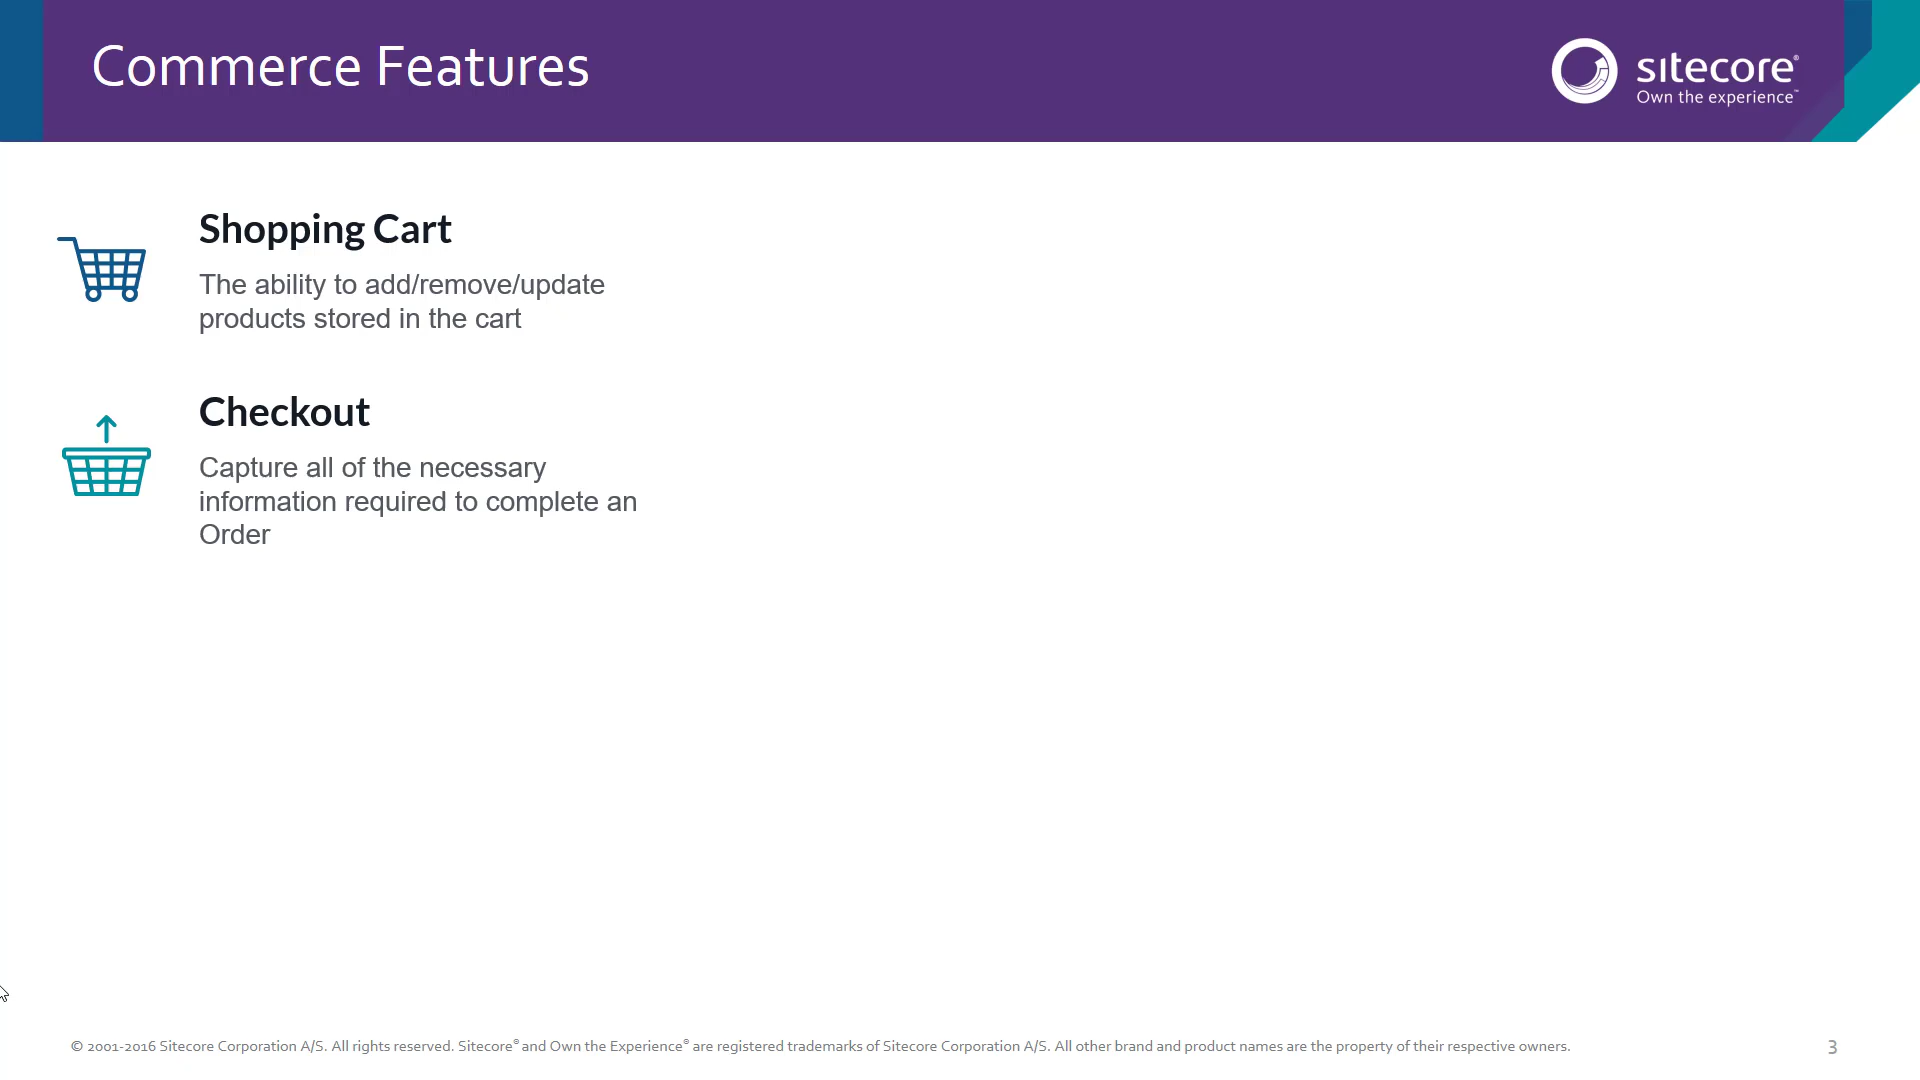 Commerce Features
sitecore®
Own the experience™
Shopping Cart
The ability to add/remove/update
products stored in the cart
Checkout
Capture all of the necessary
information required to complete an
Order
© 2001-2016 Sitecore Corporation A/S. All rights reserved. Sitecore® and Own the Experience® are registered trademarks of Sitecore Corporation A/S. All other brand and product names are the property of their respective owners.
3